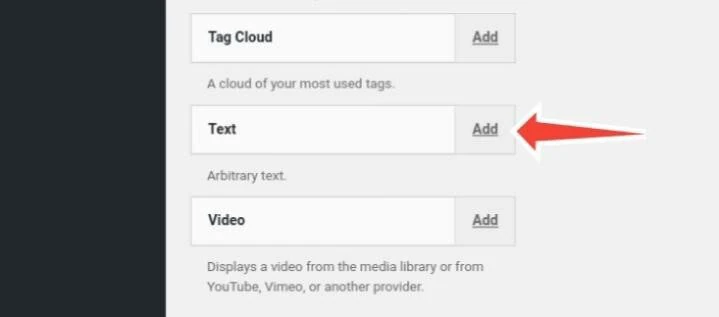 Tag Cloud
Add
A cloud of your most used tags.
Text
Add
Arbitrary text.
Video
Add
Displays a video from the media library or from
YouTube, Vimeo, or another provider.